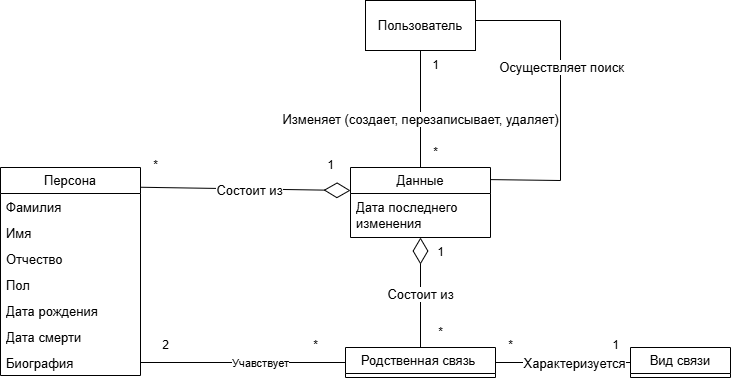 Пользователь
1
Осуществляет поиск
Изменяет (создает, перезаписывает, удаляет)
*
*
1
Персона
Состоит из
Данные
Фамилия
Дата последнего
изменения
Имя
Отчество
1
Пол
Состоит из
Дата рождения
*
Дата смерти
2
*
*
1
Биография
Учавствует
Родственная связь
Характеризуется
Вид связи